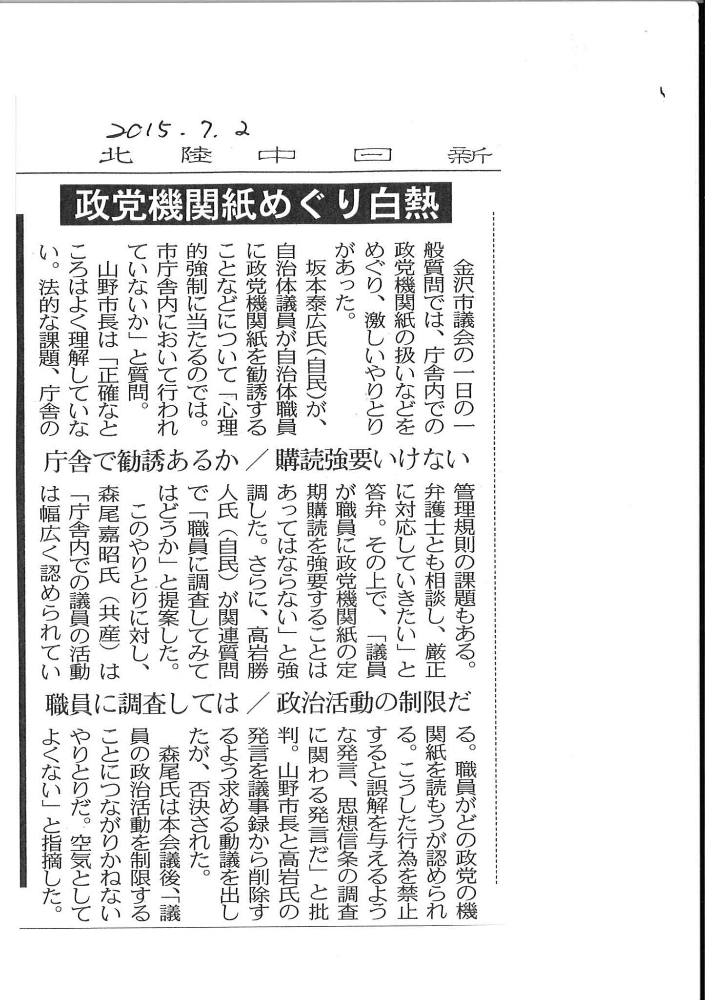 2015.7.2
北陸中日新
政党機関紙めぐり白熱
金沢市議会の一日の一
般質問では、庁舎内での
政党機関紙の扱いなどを
めぐり、激しいやりとり
があった。
坂本泰広氏(自民)が、
自治体議員が自治体職員
に政党機関紙を勧誘する
ことなどについて「心理
的強制に当たるのでは。
市庁舎内において行われ
ていないか」と質問。
山野市長は「正確なと
ころはよく理解していな
い。法的な課題、庁舎の
庁舎で勧誘あるか/購読強要いけない
管理規則の課題もある。
弁護士とも相談し、厳正
に対応していきたい」と
答弁。その上で、「議員
が職員に政党機関紙の定
期購読を強要することは
あってはならない」と強
調した。さらに、高岩勝
人氏(自民)が関連質問
で「職員に調査してみて
はどうか」と提案した。
このやりとりに対し、
森尾嘉昭氏(共産)は
「庁舎内での議員の活動
は幅広く認められてい
職員に調査しては/政治活動の制限だ
る。職員がどの政党の機
関紙を読もうが認められ
る。こうした行為を禁止
すると誤解を与えるよう
な発言、思想信条の調査
に関わる発言だ」と批
判。山野市長と高岩氏の
発言を議事録から削除す
るよう求める動議を出し
たが、否決された。
森尾氏は本会議後、「議
員の政治活動を制限する
ことにつながりかねない
やりとりだ。空気として
よくない」と指摘した。